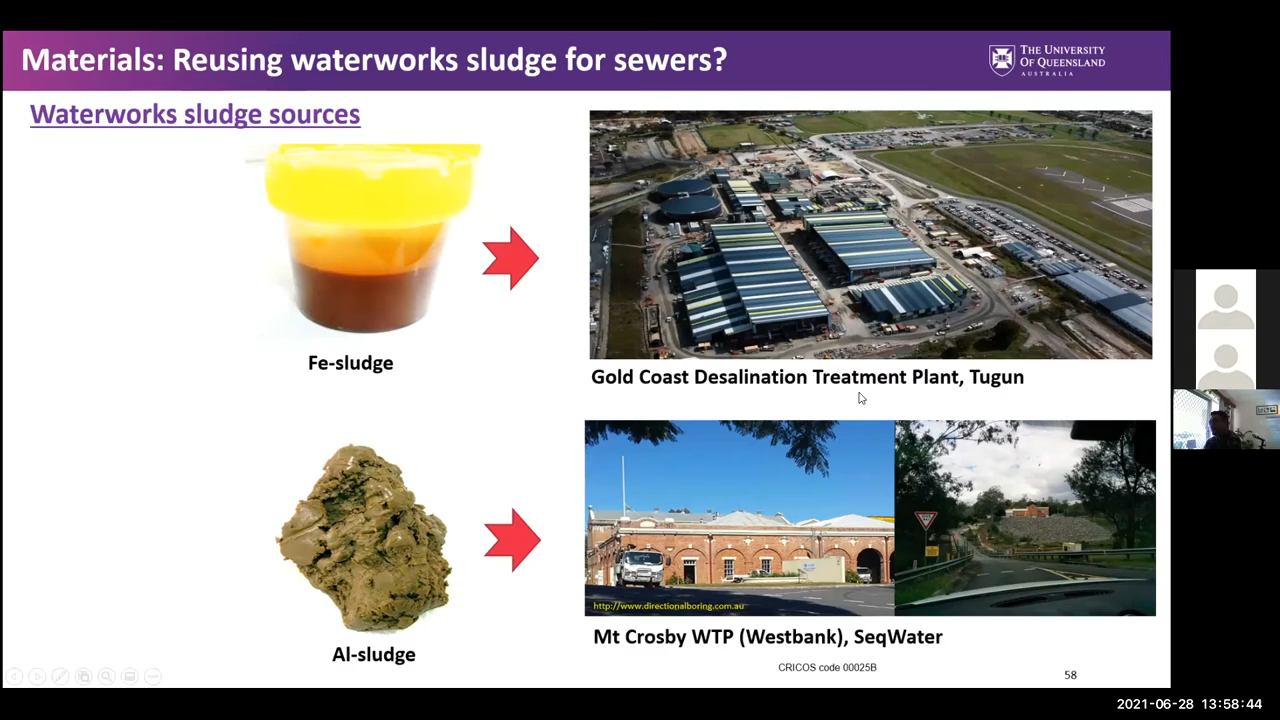 Materials: Reusing waterworks sludge for sewers?
THE UNIVERSITY
OF QUEENSLAND
AUSTRALIA
Waterworks sludge sources
Fe-sludge
Gold Coast Desalination Treatment Plant, Tugun
http://www.directionalboring.com.au
Al-sludge
Mt Crosby WTP (Westbank), SeqWater
CRICOS code 00025B
58
2021-06-28 13:58:44